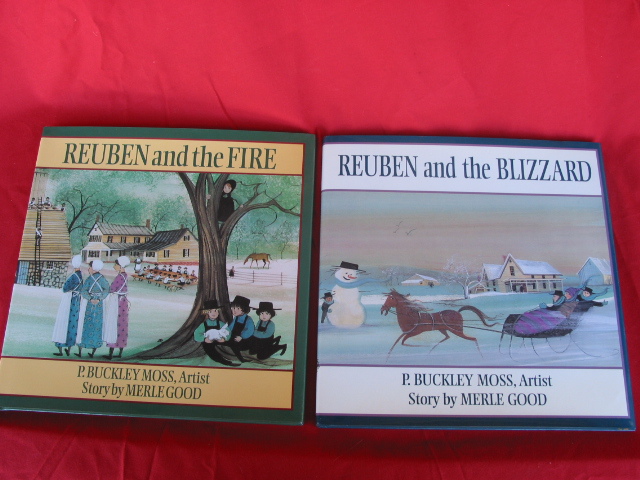 REUBEN and the FIRE
P. BUCKLEY MOSS, Artist
Story by MERLE GOOD
REUBEN and the BLIZZARD
P. BUCKLEY MOSS, Artist
Story by MERLE GOOD